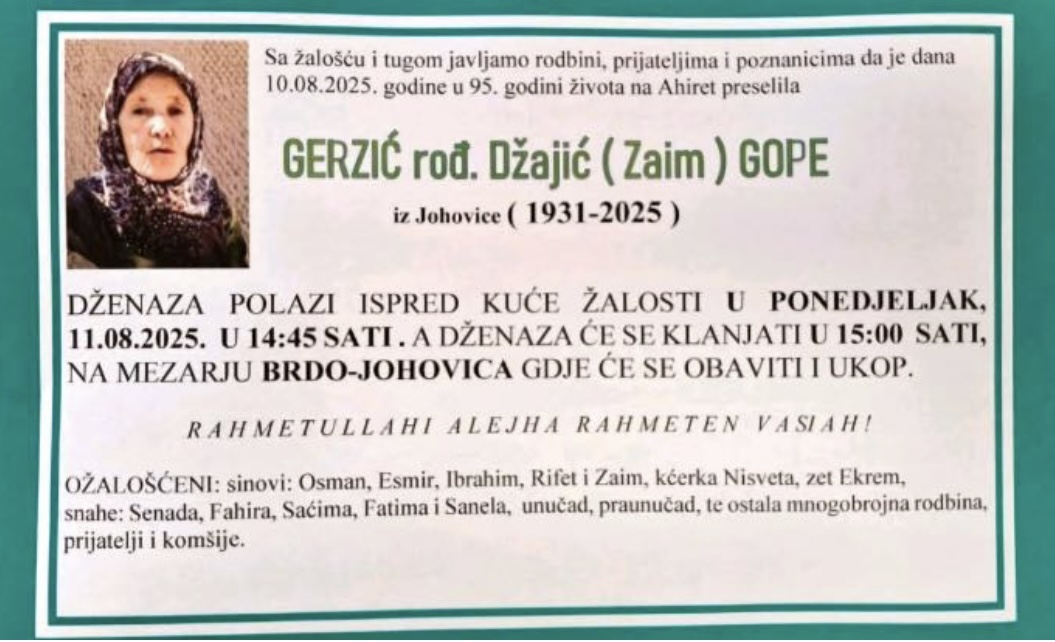 Sa žalošću i tugom javljamo rodbini, prijateljima i poznanicima da je dana
10.08.2025. godine u 95. godini života na Ahiret preselila
GERZIĆ rođ. Džajić ( Zaim ) GOPE
iz Johovice ( 1931-2025 )
DŽENAZA POLAZI ISPRED KUĆE ŽALOSTI U PONEDJELJAK,
11.08.2025. U 14:45 SATI . A DŽENAZA ĆE SE KLANJATI U 15:00 SATI,
NA MEZARJU BRDO-JOHOVICA GDJE ĆE SE OBAVITI I UKOP.
RAHMETULLAHI ALEJHA RAHMETEN VASIAH!
OŽALOŠĆENI: sinovi: Osman, Esmir, Ibrahim, Rifet i Zaim, kćerka Nisveta, zet Ekrem,
snahe: Senada, Fahira, Saćima, Fatima i Sanela, unučad, praunučad, te ostala mnogobrojna rodbina,
prijatelji i komšije.